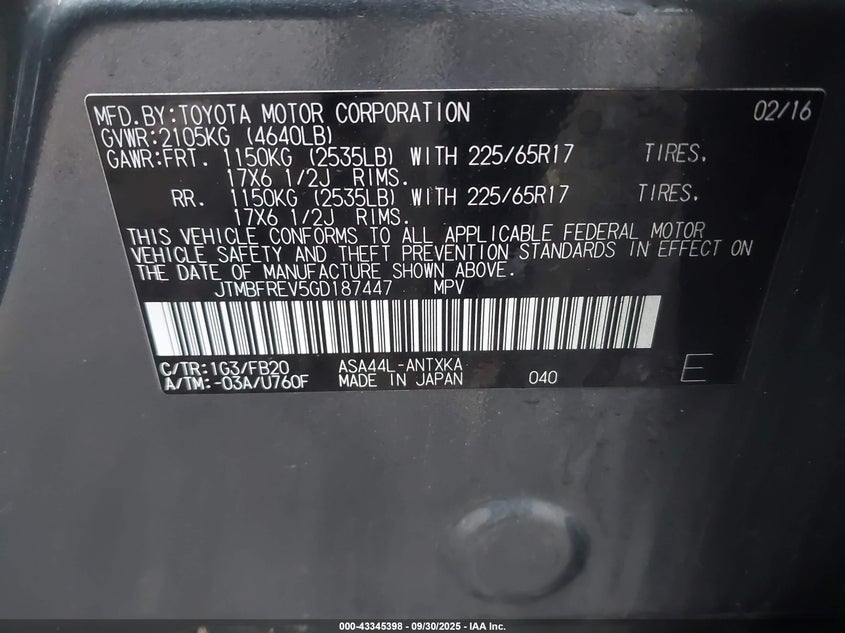 MFD.BY:TOYOTA MOTOR CORPORATION 02/16
GVWR:2105KG (4640LB)
GAWR:FRT. 1150KG (2535LB) WITH 225/65R17 TIRES.
17X6 1/2J RIMS.
RR. 1150KG (2535LB) WITH 225/65R17 TIRES.
17X6 1/2J RIMS.
THIS VEHICLE CONFORMS TO ALL APPLICABLE FEDERAL MOTOR
VEHICLE SAFETY AND THEFT PREVENTION STANDARDS IN EFFECT ON
THE DATE OF MANUFACTURE SHOWN ABOVE.
JTMBFREV5GD187447 MPV
C/TR:1G3/FB20 ASA44L-ANTXKA
A/TM:-03A/U760F MADE IN JAPAN 040 E
000-43345398 - 09/30/2025 - IAA Inc.